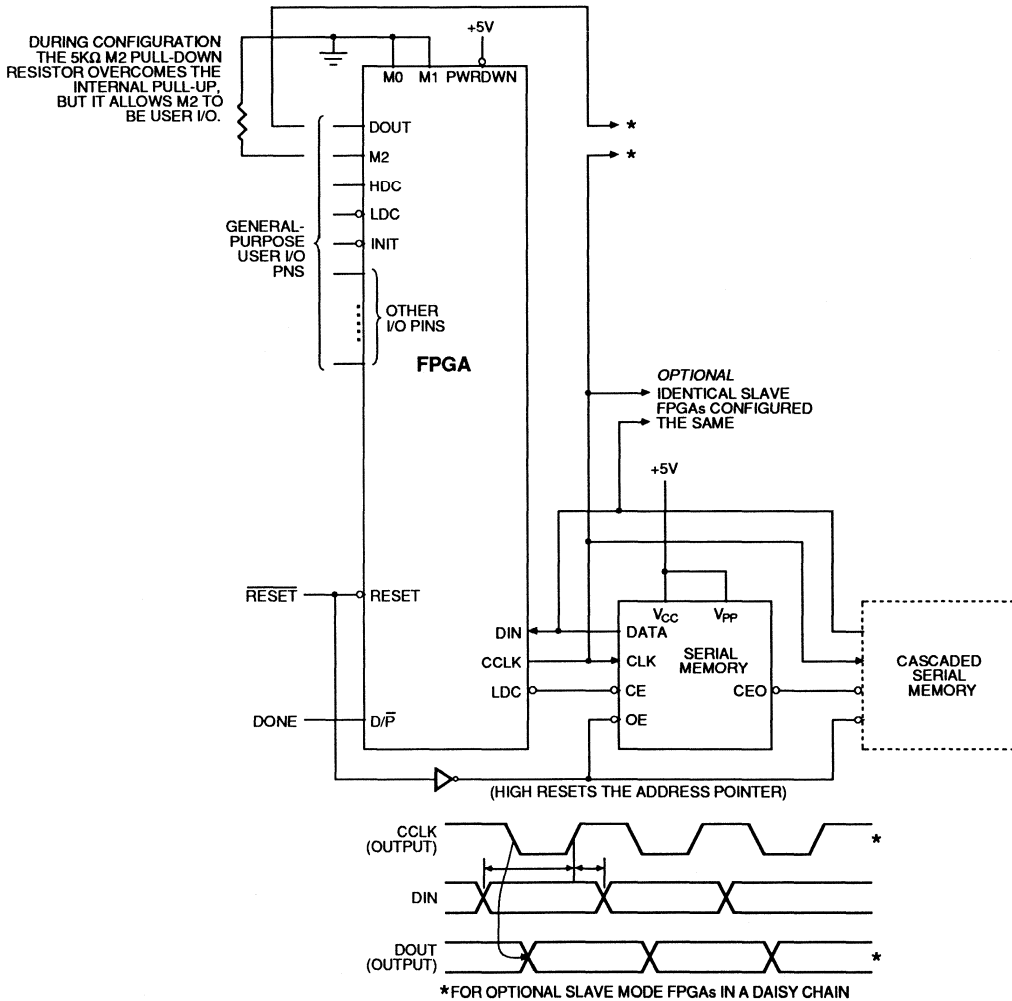 DURING CONFIGURATION
THE 5KΩ M2 PULL-DOWN
RESISTOR OVERCOMES THE
INTERNAL PULL-UP,
BUT IT ALLOWS M2 TO
BE USER I/O.
+5V
M0 M1 PWRDWN
DOUT
M2
HDC
LDC
INIT
GENERAL-
PURPOSE
USER I/O
PNS
OTHER
I/O PINS
FPGA
*
*
OPTIONAL
IDENTICAL SLAVE
FPGAs CONFIGURED
THE SAME
+5V
RESET
RESET
VCC VPP
DIN
DATA
CCLK
CLK
SERIAL
MEMORY
LDC
CE
CEO
OE
CASCADED
SERIAL
MEMORY
DONE
D/P
(HIGH RESETS THE ADDRESS POINTER)
CCLK
(OUTPUT)
*
DIN
DOUT
(OUTPUT)
*
*FOR OPTIONAL SLAVE MODE FPGAs IN A DAISY CHAIN